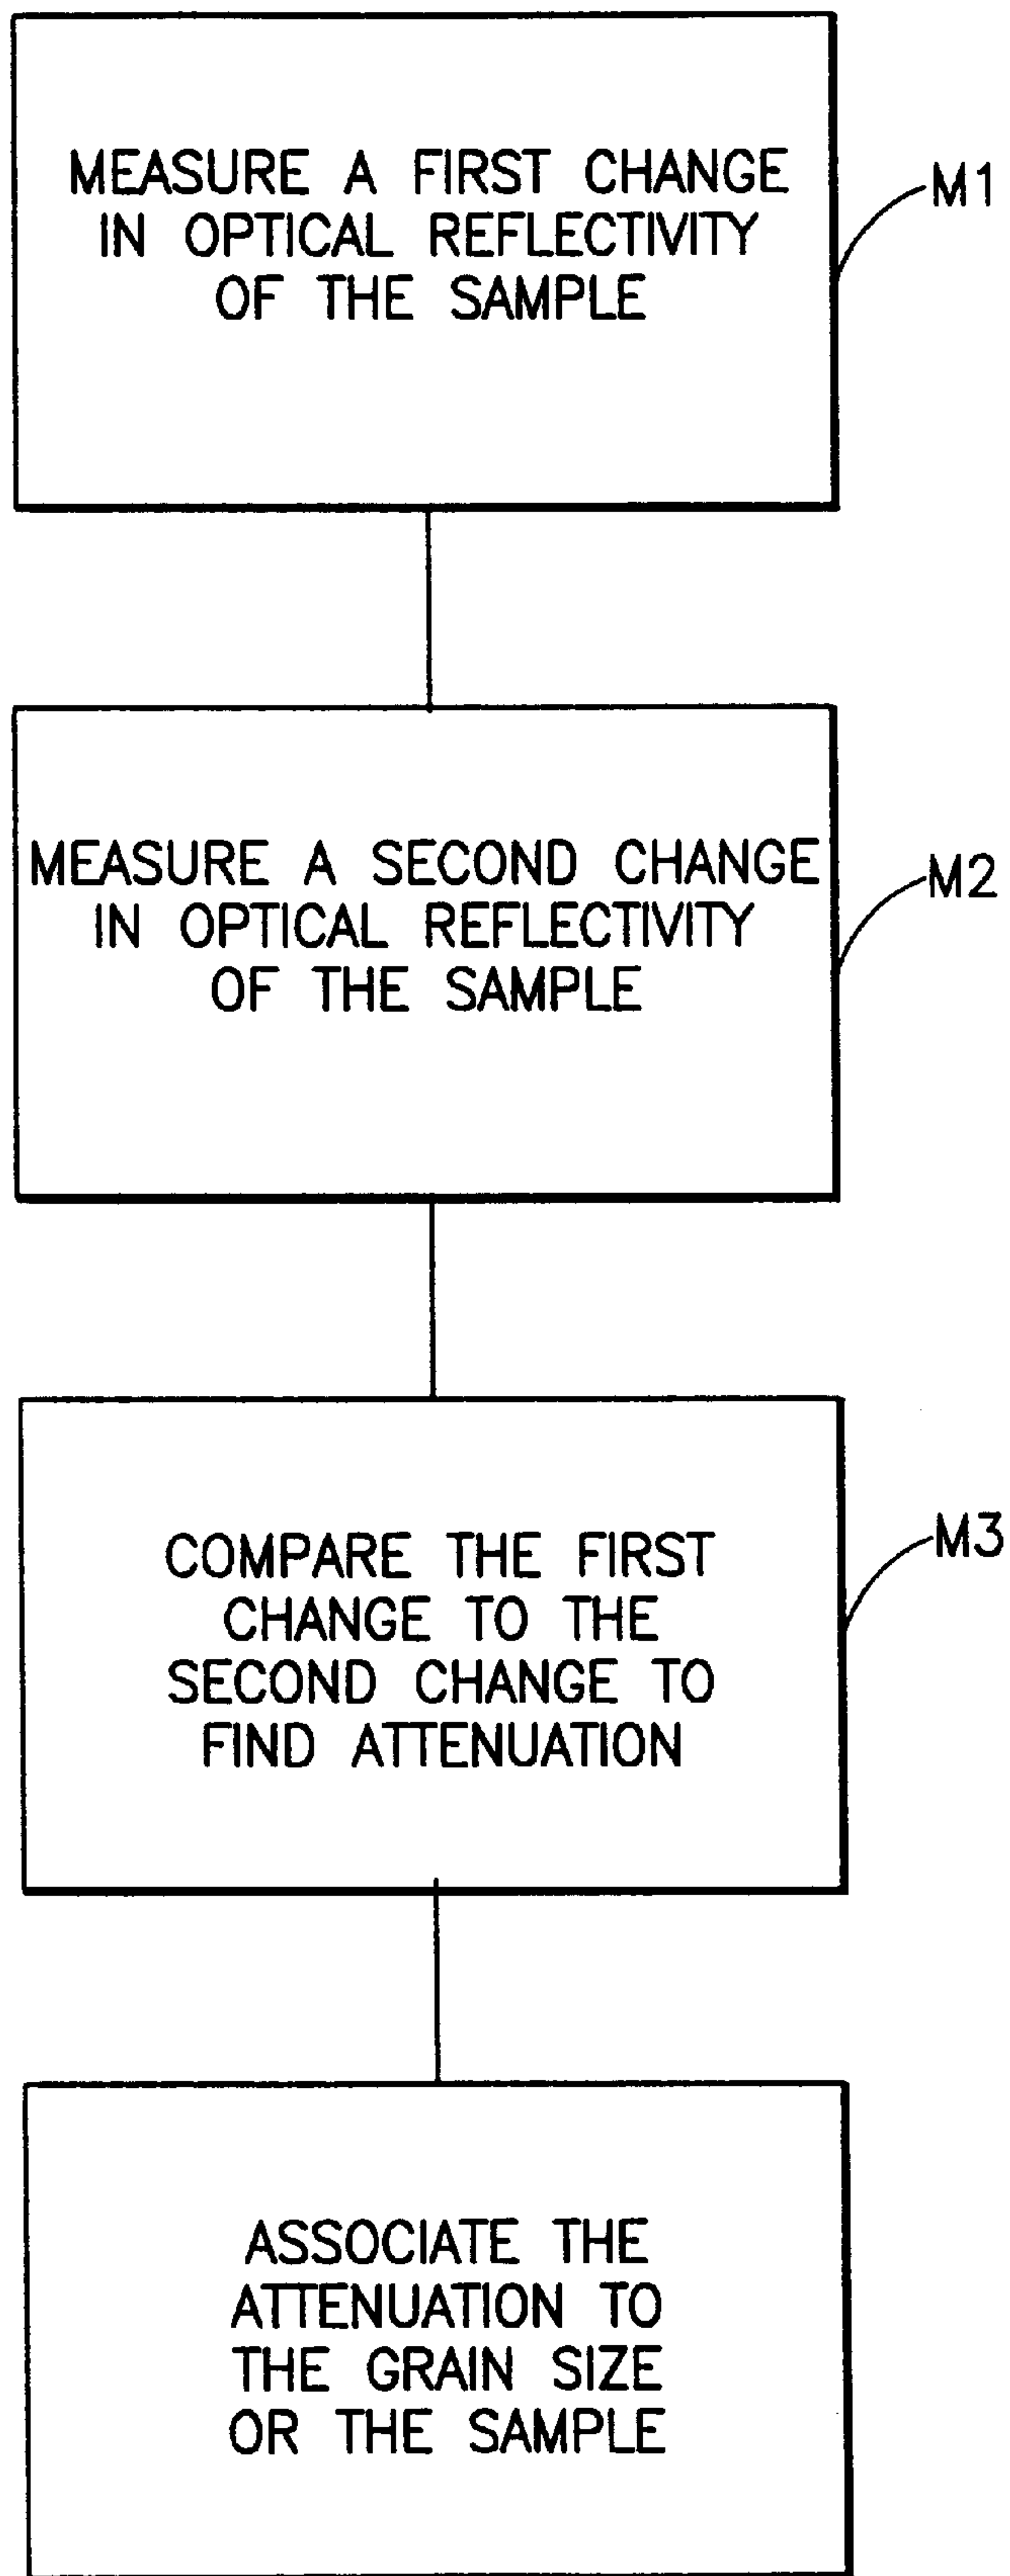 MEASURE A FIRST CHANGE
IN OPTICAL REFLECTIVITY
OF THE SAMPLE
M1
MEASURE A SECOND CHANGE
IN OPTICAL REFLECTIVITY
OF THE SAMPLE
M2
COMPARE THE FIRST
CHANGE TO THE
SECOND CHANGE TO
FIND ATTENUATION
M3
ASSOCIATE THE
ATTENUATION TO
THE GRAIN SIZE
OR THE SAMPLE